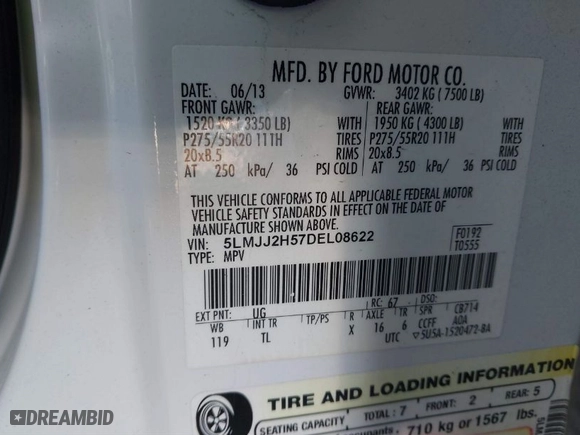 MFD. BY FORD MOTOR CO.
DATE: 06/13 GVWR: 3402 KG ( 7500 LB)
FRONT GAWR: REAR GAWR:
1520 KG ( 3350 LB) WITH 1950 KG ( 4300 LB) WITH
P275/55R20 111H TIRES P275/55R20 111H TIRES
20x8.5 RIMS 20x8.5 RIMS
AT 250 kPa/ 36 PSI COLD AT 250 kPa/ 36 PSI COLD
THIS VEHICLE CONFORMS TO ALL APPLICABLE FEDERAL MOTOR
VEHICLE SAFETY STANDARDS IN EFFECT ON THE DATE OF
MANUFACTURE SHOWN ABOVE.
VIN: 5LMJJ2H57DEL08622 F0192
TYPE: MPV T0555
EXT PNT: UG RC: 67 DSO:
WB INT TR TP/PS R AXLE TR SPR CB714
119 TL X 16 6 CCFF AOA
UTC 5U5A-1520472-BA
TIRE AND LOADING INFORMATION
SEATING CAPACITY TOTAL : 7 FRONT: 2 REAR: 5
710 kg or 1567 lbs.
DREAMBID